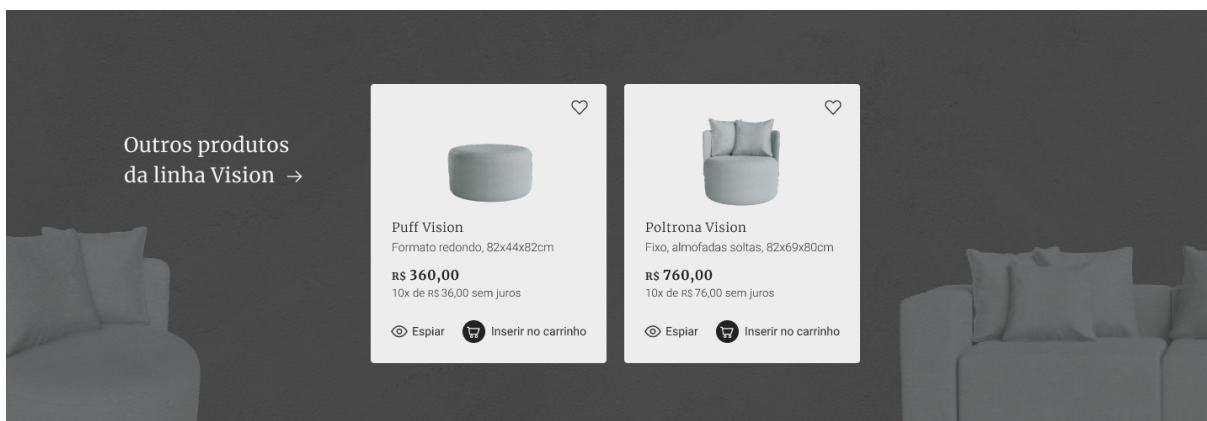 Outros produtos
da linha Vision →
Puff Vision
Formato redondo, 82x44x82cm
R$ 360,00
10x de R$ 36,00 sem juros
Espiar
Inserir no carrinho
Poltrona Vision
Fixo, almofadas soltas, 82x69x80cm
R$ 760,00
10x de R$ 76,00 sem juros
Espiar
Inserir no carrinho